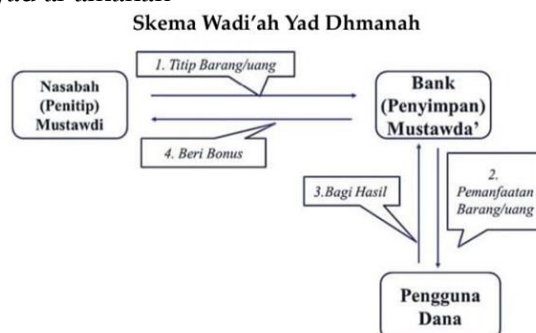 Skema Wadi’ah Yad Dhmanah
1. Titip Barang/uang
Nasabah
(Penitip)
Mustawdi
Bank
(Penyimpan)
Mustawda’
4. Beri Bonus
3.Bagi Hasil
2.
Pemanfaatan
Barang/uang
Pengguna
Dana